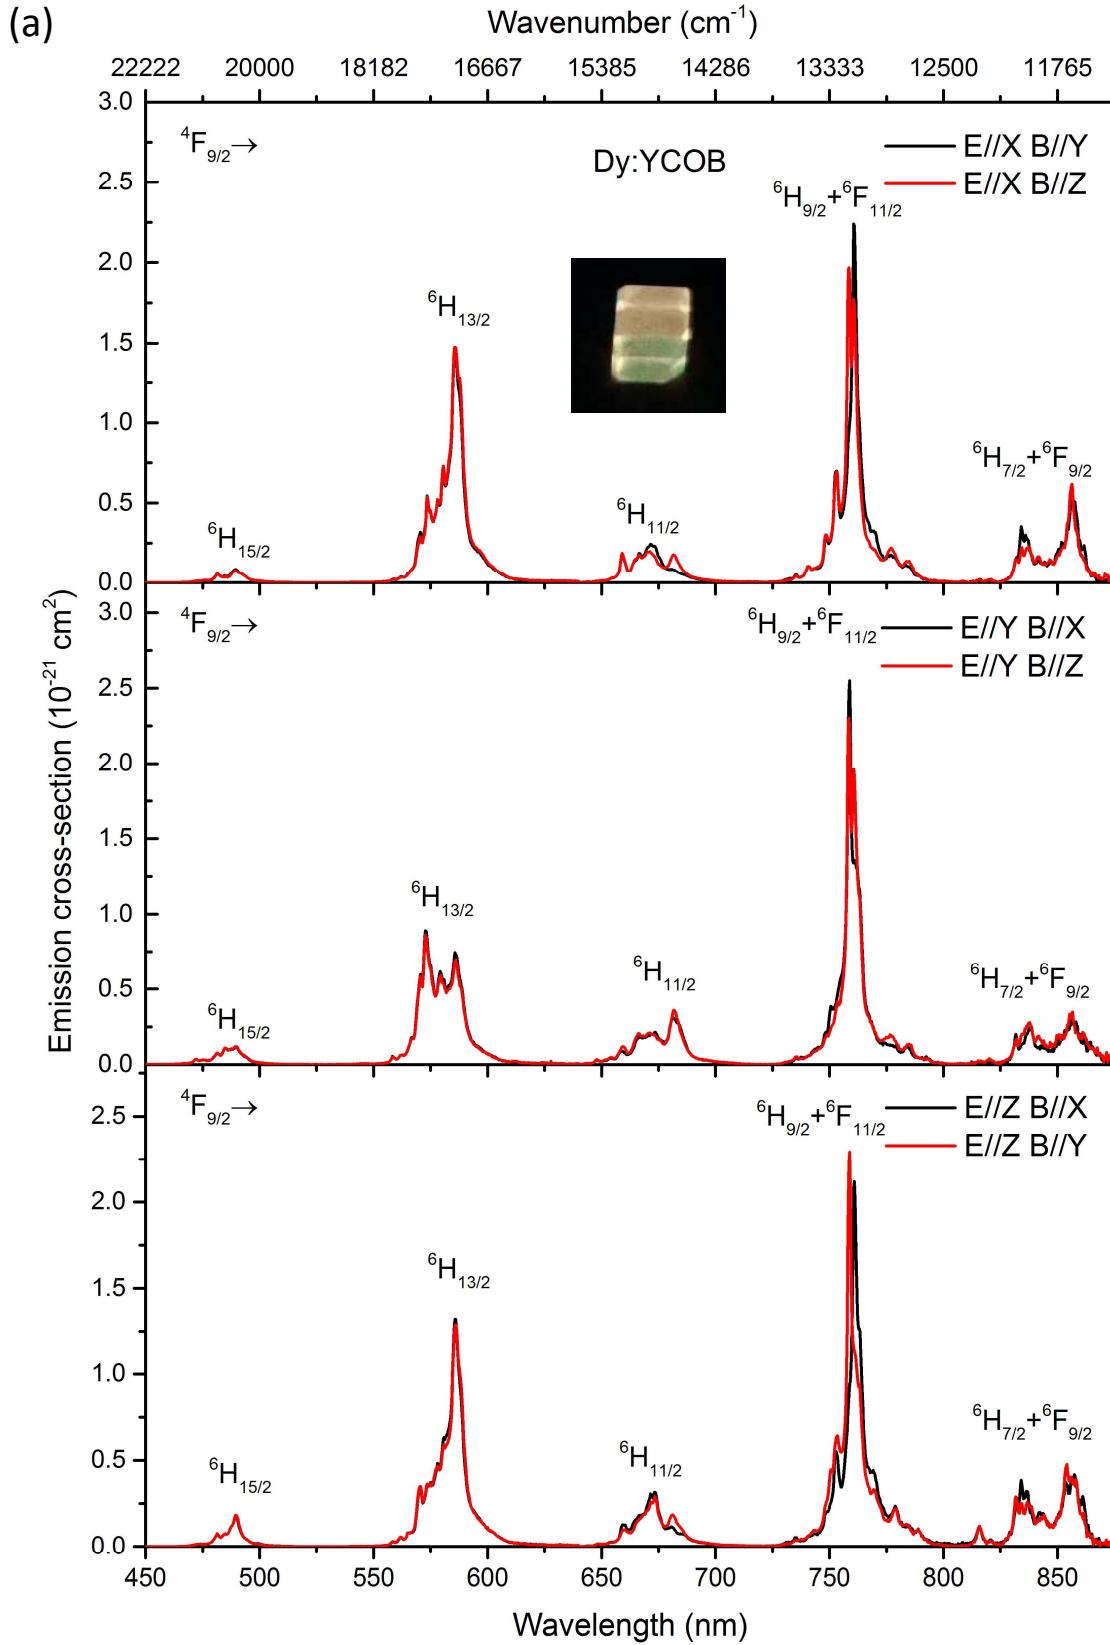 (a)
Wavenumber (cm⁻¹)
22222 20000 18182 16667 15385 14286 13333 12500 11765
3.0
⁴F₉/₂→
Dy:YCOB
E//X B//Y
E//X B//Z
2.5
⁶H₉/₂+⁶F₁₁/₂
2.0
⁶H₁₃/₂
1.5
1.0
⁶H₇/₂+⁶F₉/₂
0.5
⁶H₁₅/₂
⁶H₁₁/₂
0.0
Emission cross-section (10⁻²¹ cm²)
3.0
⁴F₉/₂→
⁶H₉/₂+⁶F₁₁/₂
E//Y B//X
E//Y B//Z
2.5
2.0
1.5
1.0
⁶H₁₃/₂
0.5
⁶H₁₅/₂
⁶H₁₁/₂
⁶H₇/₂+⁶F₉/₂
0.0
⁴F₉/₂→
⁶H₉/₂+⁶F₁₁/₂
E//Z B//X
E//Z B//Y
2.5
2.0
⁶H₁₃/₂
1.5
1.0
⁶H₇/₂+⁶F₉/₂
0.5
⁶H₁₅/₂
⁶H₁₁/₂
0.0
450 500 550 600 650 700 750 800 850
Wavelength (nm)